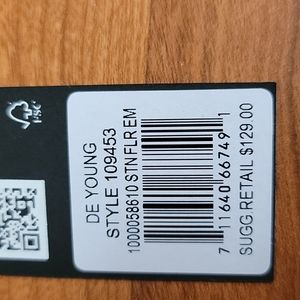 FSC
DE YOUNG
STYLE 109453
1000058610 STN FLR EM
7 11640 66749 1
SUGG RETAIL $129.00